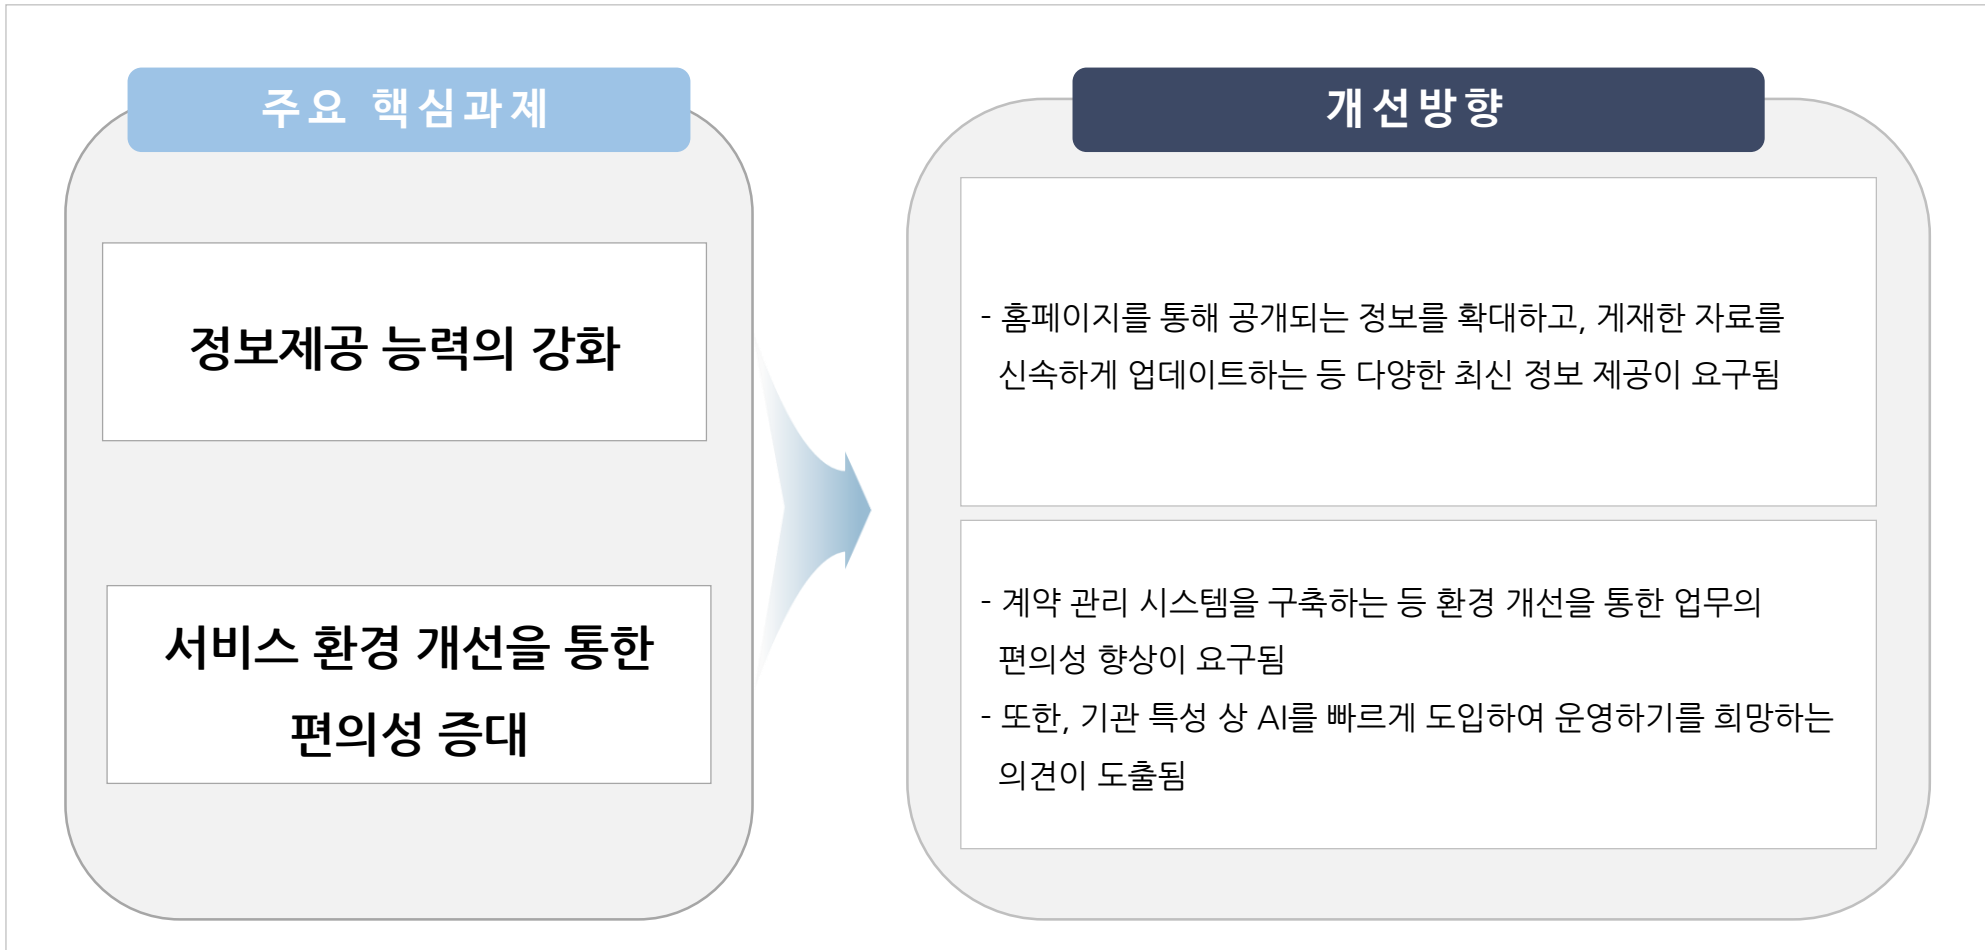 주요 핵심과제
정보제공 능력의 강화
서비스 환경 개선을 통한
편의성 증대
개선방향
- 홈페이지를 통해 공개되는 정보를 확대하고, 게재한 자료를
신속하게 업데이트하는 등 다양한 최신 정보 제공이 요구됨
- 계약 관리 시스템을 구축하는 등 환경 개선을 통한 업무의
편의성 향상이 요구됨
- 또한, 기관 특성 상 AI를 빠르게 도입하여 운영하기를 희망하는
의견이 도출됨